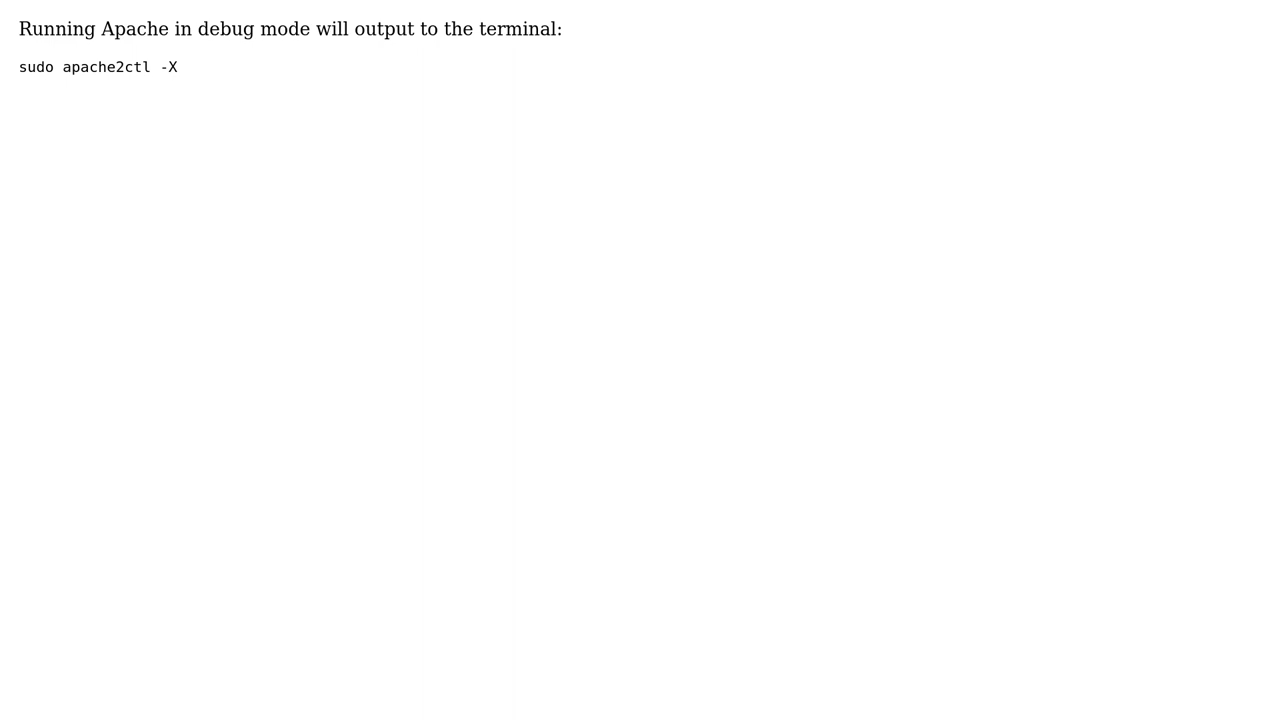 Running Apache in debug mode will output to the terminal:
sudo apache2ctl -X